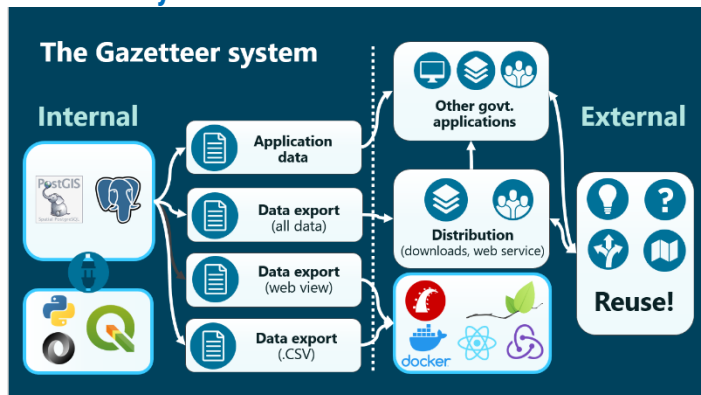 The Gazetteer system
Internal
External
PostGIS
Application
data
Data export
(all data)
Data export
(web view)
Data export
(.CSV)
Other govt.
applications
Distribution
(downloads, web service)
docker
Reuse!
?